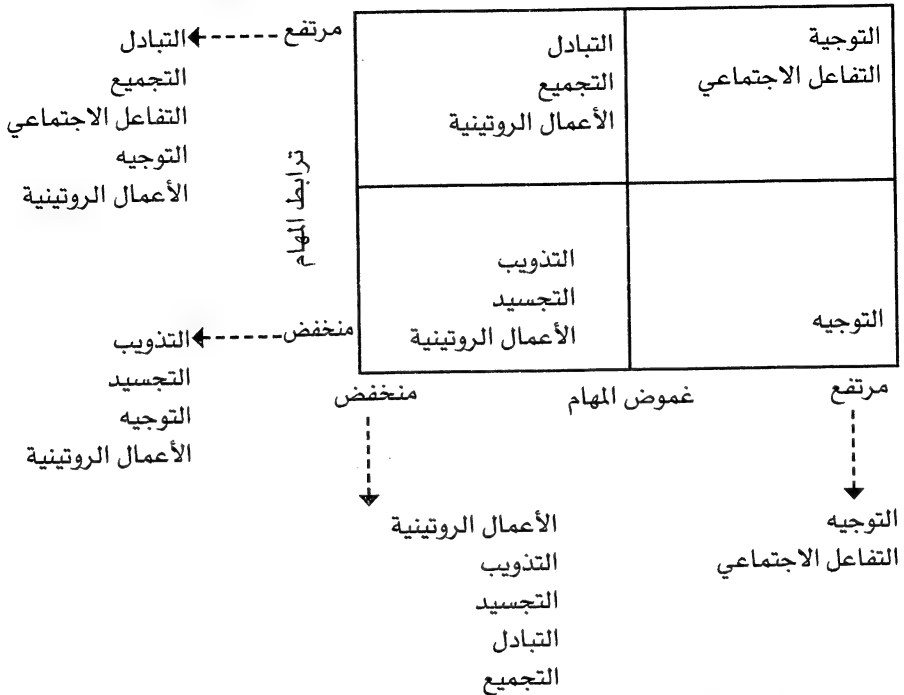 مرتفع
التبادل
التجميع
التفاعل الاجتماعي
التوجيه
الأعمال الروتينية
ترابط المهام
منخفض
التذويب
التجسيد
التوجيه
الأعمال الروتينية
التوجية
التفاعل الاجتماعي
التبادل
التجميع
الأعمال الروتينية
التوجيه
التذويب
التجسيد
الأعمال الروتينية
مرتفع
غموض المهام
منخفض
التوجيه
التفاعل الاجتماعي
الأعمال الروتينية
التذويب
التجسيد
التبادل
التجميع